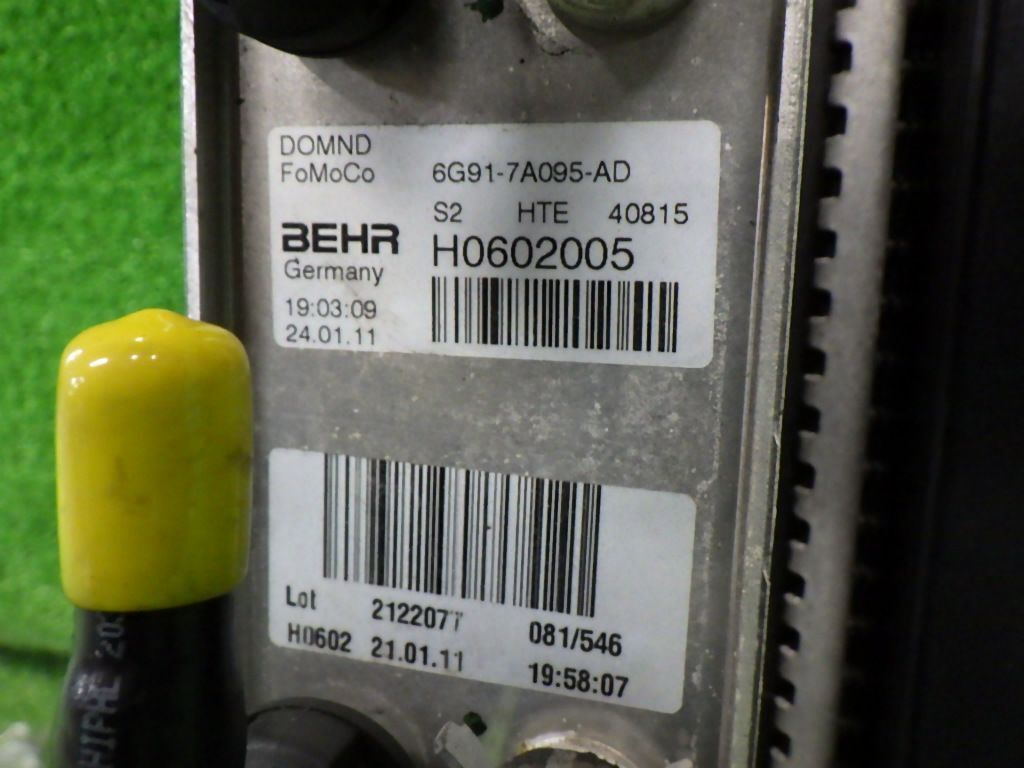 DOMND
FoMoCo 6G91-7A095-AD
S2 HTE 40815
BEHR H0602005
Germany
19:03:09
24.01.11
Lot 2122077 081/546
H0602 21.01.11 19:58:07